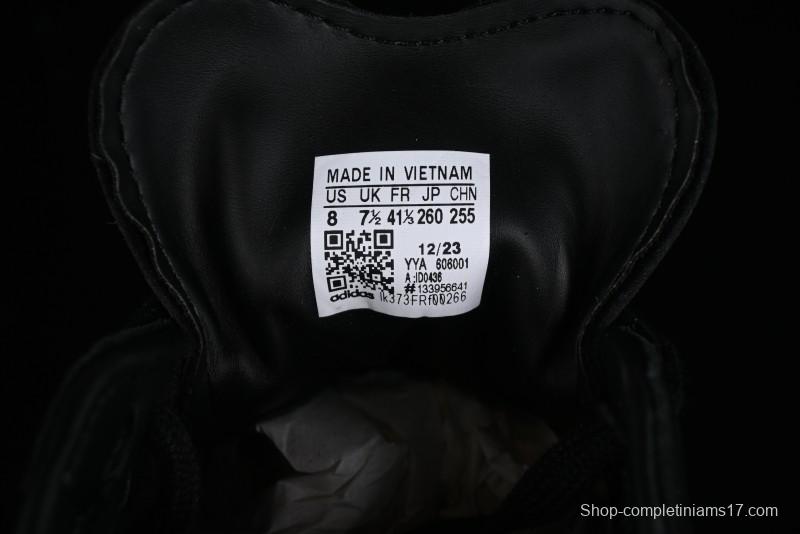 MADE IN VIETNAM
US UK FR JP CHN
8 7½ 41⅓ 260 255
12/23
YYA 606001
A:ID0436
#133956641
adidas lk373FRf00266
Shop-completiniams17.com